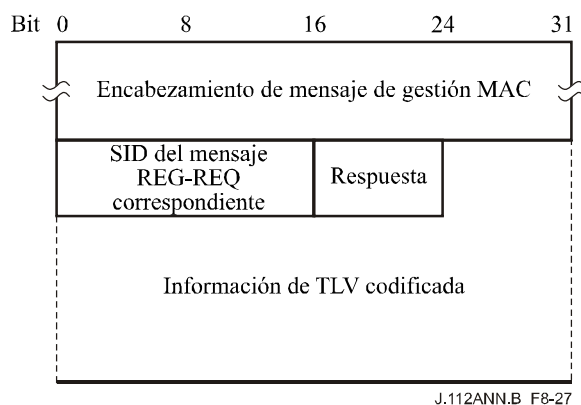 Bit 0 8 16 24 31
Encabezamiento de mensaje de gestión MAC
SID del mensaje
REG-REQ
correspondiente
Respuesta
Información de TLV codificada
J.112ANN.B_F8-27